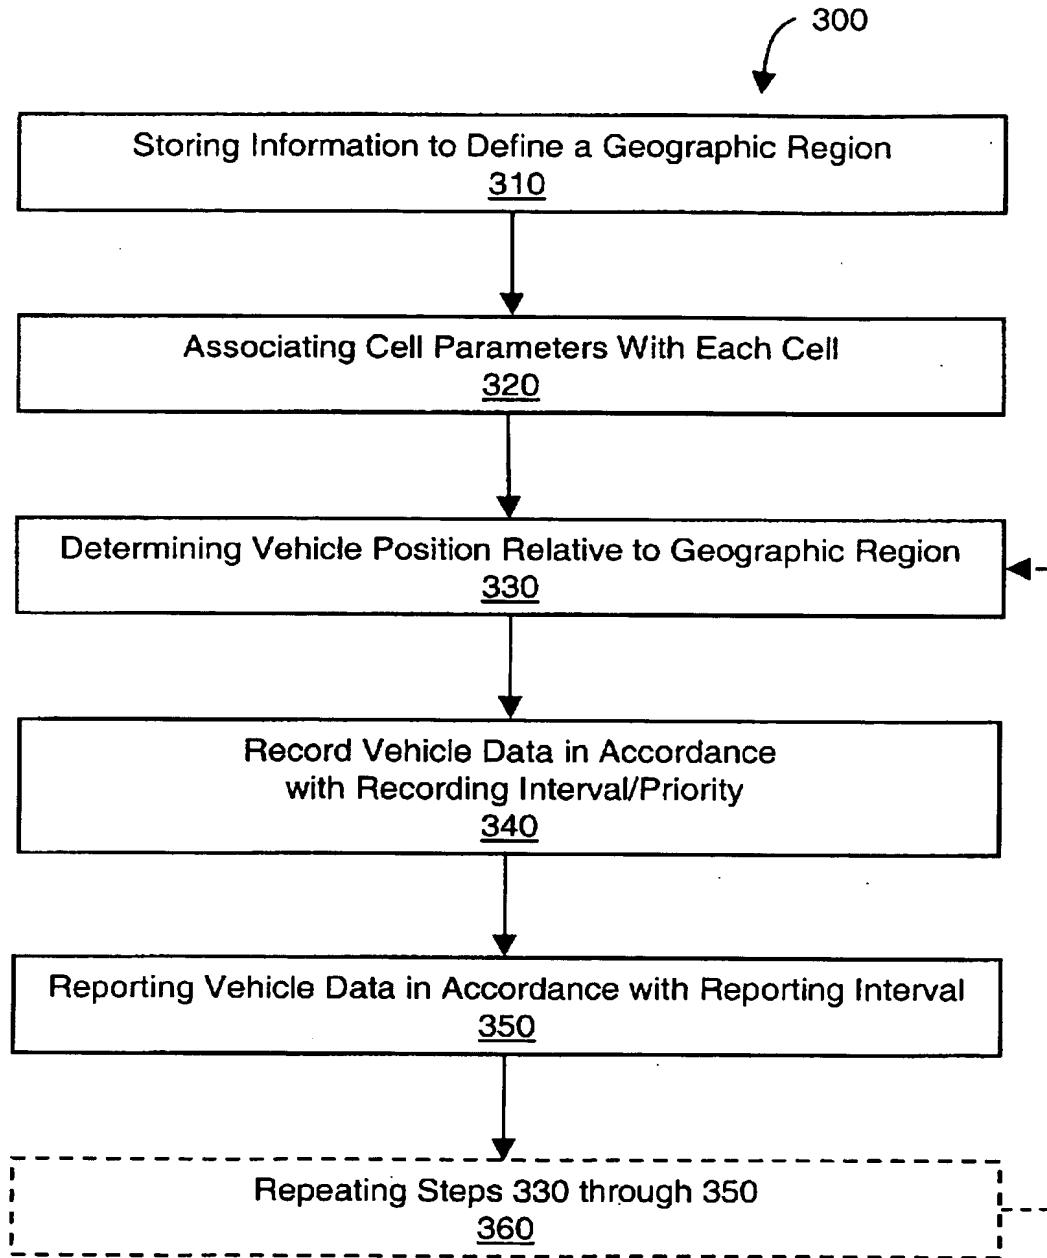 300
Storing Information to Define a Geographic Region
310
Associating Cell Parameters With Each Cell
320
Determining Vehicle Position Relative to Geographic Region
330
Record Vehicle Data in Accordance
with Recording Interval/Priority
340
Reporting Vehicle Data in Accordance with Reporting Interval
350
Repeating Steps 330 through 350
360